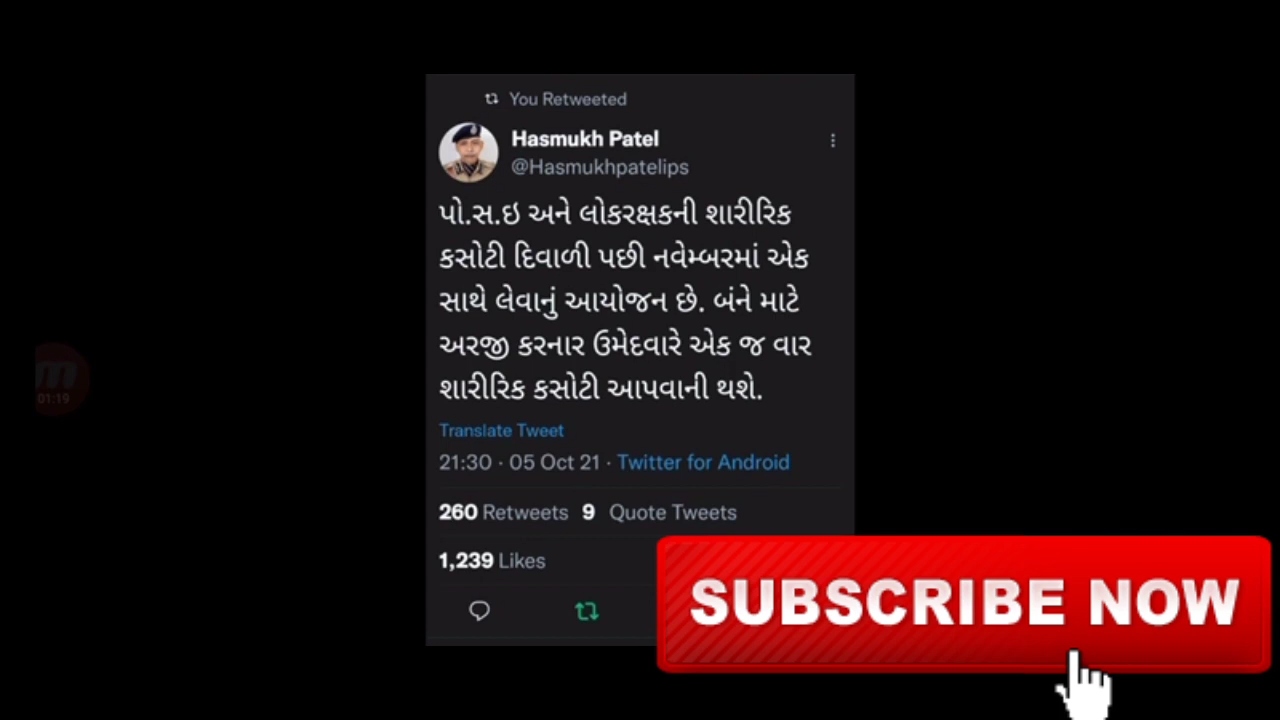 You Retweeted
Hasmukh Patel
@Hasmukhpatelips
પો.સ.ઇ અને લોકરક્ષકની શારીરિક
કસોટી દિવાળી પછી નવેમ્બરમાં એક
સાથે લેવાનું આયોજન છે. બંને માટે
અરજી કરનાર ઉમેદવારે એક જ વાર
શારીરિક કસોટી આપવાની થશે.
Translate Tweet
21:30 · 05 Oct 21 · Twitter for Android
260 Retweets 9 Quote Tweets
1,239 Likes
SUBSCRIBE NOW
01:19